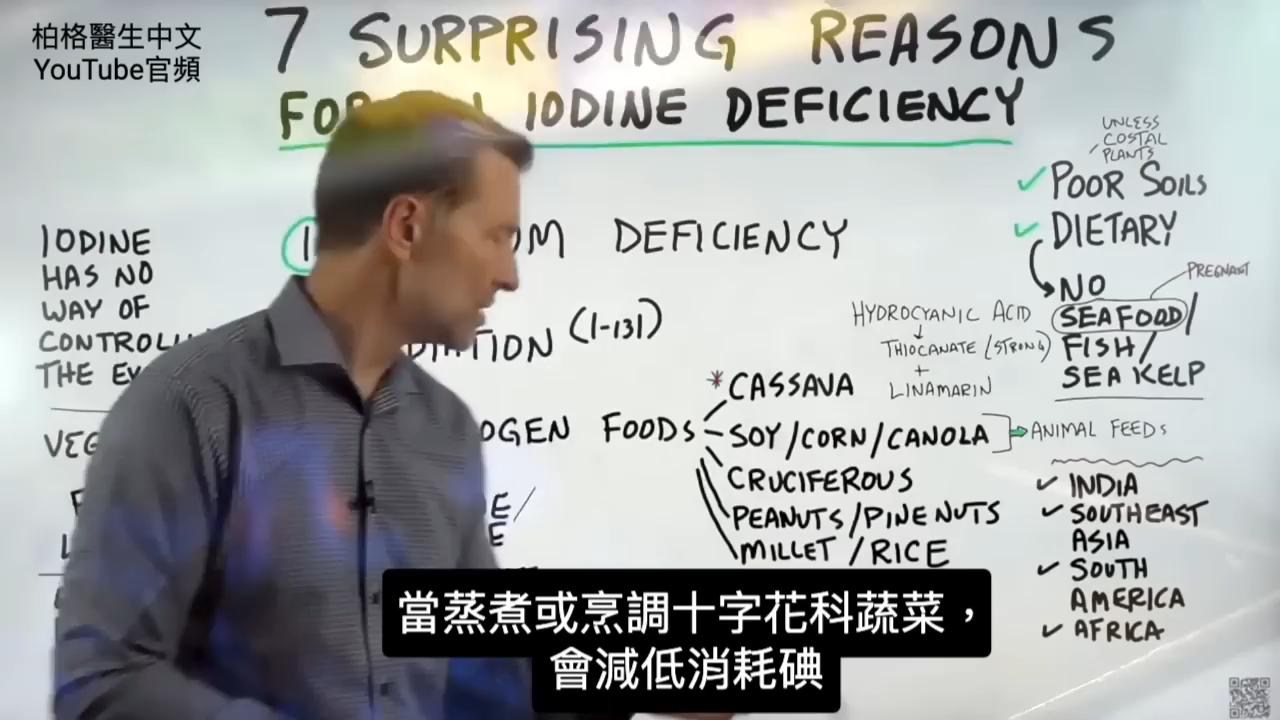 柏格醫生中文
YouTube官頻
7 SURPRISING REASONS
IODINE DEFICIENCY
IODINE
HAS NO
WAY OF
THE
DEFICIENCY
(I-131)
FOODS
* CASSAVA
SOY/CORN/CANOLA
CRUCIFEROUS
PEANUTS/PINE NUTS
MILLET/RICE
HYDROCYANIC ACID
THIOCANATE (STRONG)
+
LINAMARIN
UNLESS
COSTAL
PLANTS
✓ POOR SOILS
✓ DIETARY
NO
SEAFOOD/
FISH/
SEA KELP
PREGNANT
ANIMAL FEEDS
✓ INDIA
✓ SOUTHEAST
ASIA
✓ SOUTH
AMERICA
✓ AFRICA
當蒸煮或烹調十字花科蔬菜，
會減低消耗碘